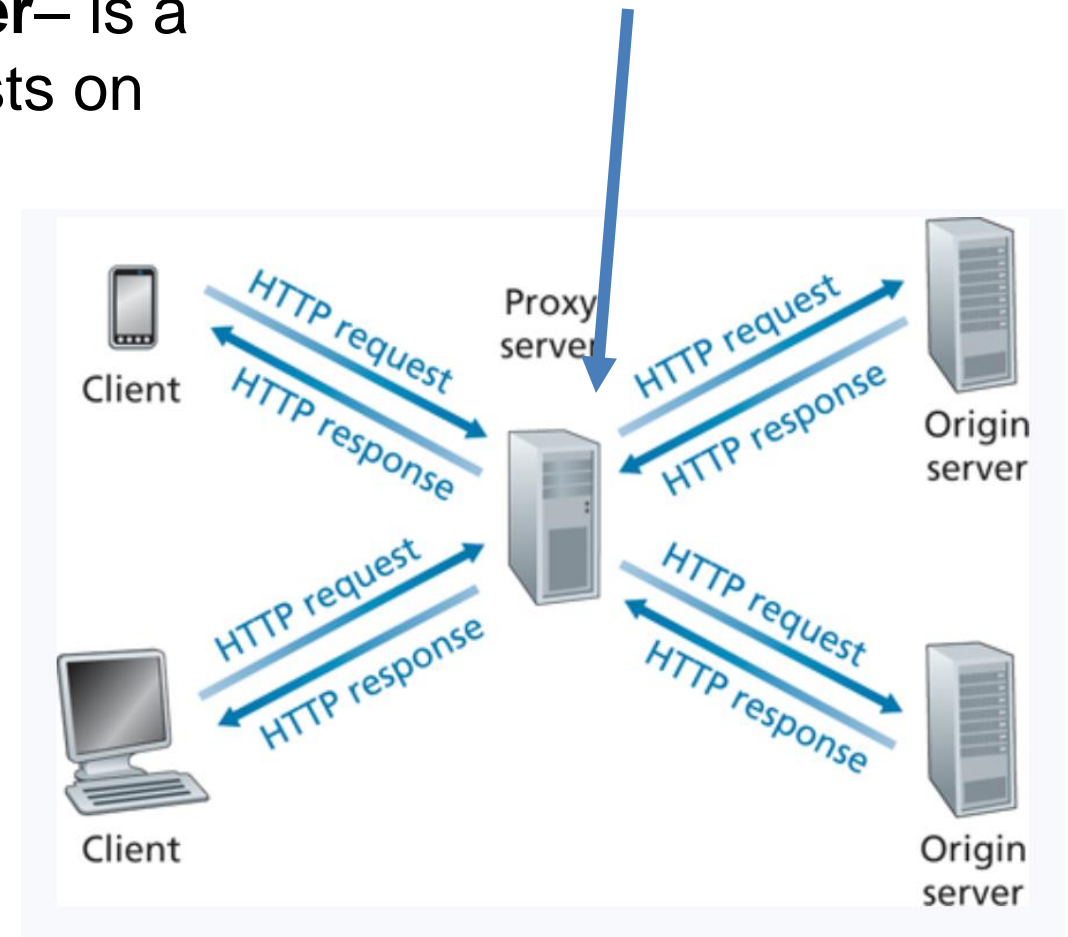 er– is a
sts on
HTTP request
HTTP response
Client
Proxy
server
HTTP request
HTTP response
Origin
server
HTTP request
HTTP response
Client
HTTP request
HTTP response
Origin
server